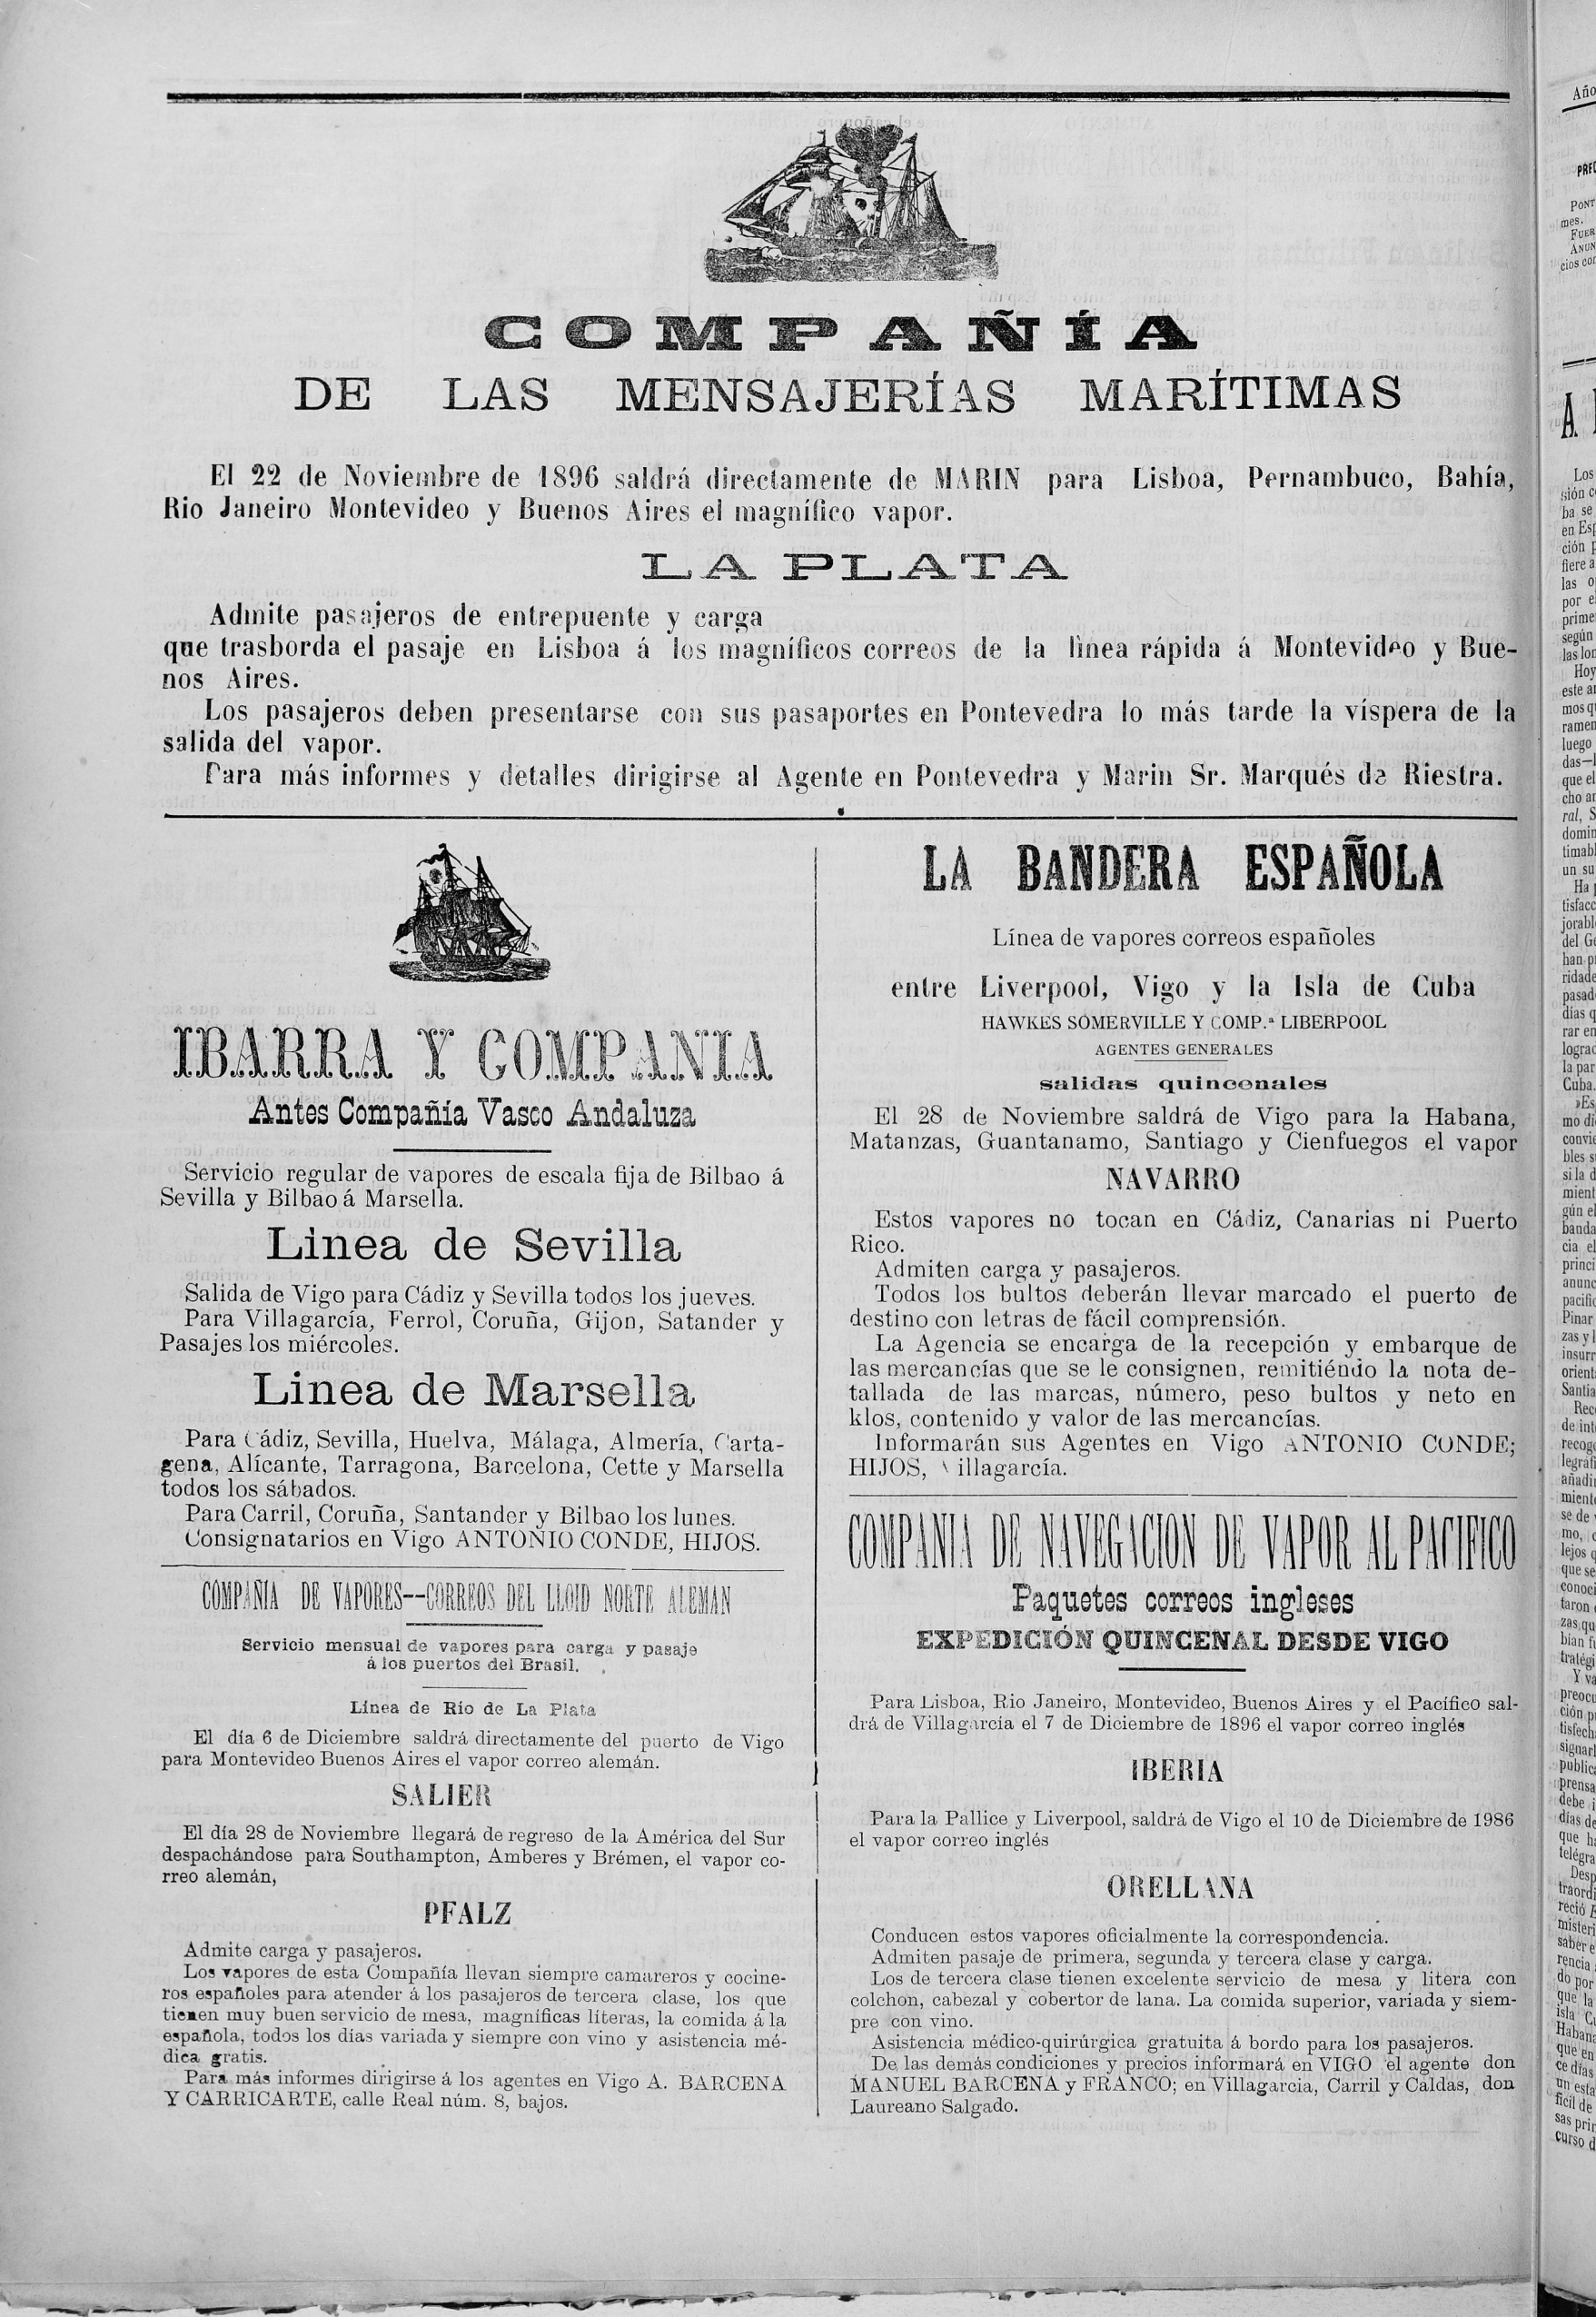 COMPAÑÍA
DE LAS MENSAJERÍAS MARÍTIMAS
El 22 de Noviembre de 1896 saldrá directamente de MARIN para Lisboa, Pernambuco, Bahía,
Rio Janeiro Montevideo y Buenos Aires el magnífico vapor.
LA PLATA
Admite pasajeros de entrepuente y carga
que trasborda el pasaje en Lisboa á los magníficos correos de la linea rápida á Montevideo y Bue-
nos Aires.
Los pasajeros deben presentarse con sus pasaportes en Pontevedra lo más tarde la víspera de la
salida del vapor.
Para más informes y detalles dirigirse al Agente en Pontevedra y Marin Sr. Marqués de Riestra.
IBARRA Y COMPANIA
Antes Compañía Vasco Andaluza
Servicio regular de vapores de escala fija de Bilbao á
Sevilla y Bilbao á Marsella.
Linea de Sevilla
Salida de Vigo para Cádiz y Sevilla todos los jueves.
Para Villagarcía, Ferrol, Coruña, Gijon, Satander y
Pasajes los miércoles.
Linea de Marsella
Para Cádiz, Sevilla, Huelva, Málaga, Almería, Carta-
gena, Alícante, Tarragona, Barcelona, Cette y Marsella
todos los sábados.
Para Carril, Coruña, Santander y Bilbao los lunes.
Consignatarios en Vigo ANTONIO CONDE, HIJOS.
COMPAÑIA DE VAPORES--CORREOS DEL LLOID NORTE ALEMAN
Servicio mensual de vapores para carga y pasaje
á los puertos del Brasil.
Linea de Rio de La Plata
El día 6 de Diciembre saldrá directamente del puerto de Vigo
para Montevideo Buenos Aires el vapor correo alemán.
SALIER
El día 28 de Noviembre llegará de regreso de la América del Sur
despachándose para Southampton, Amberes y Brémen, el vapor co-
rreo alemán,
PFALZ
Admite carga y pasajeros.
Los vapores de esta Compañía llevan siempre camareros y cocine-
ros españoles para atender á los pasajeros de tercera clase, los que
tienen muy buen servicio de mesa, magníficas líteras, la comida á la
española, todos los dias variada y siempre con vino y asistencia mé-
dica gratis.
Para más informes dirigirse á los agentes en Vigo A. BARCENA
Y CARRICARTE, calle Real núm. 8, bajos.
LA BANDERA ESPAÑOLA
Línea de vapores correos españoles
entre Liverpool, Vigo y la Isla de Cuba
HAWKES SOMERVILLE Y COMP.ª LIBERPOOL
AGENTES GENERALES
salidas quincenales
El 28 de Noviembre saldrá de Vigo para la Habana,
Matanzas, Guantanamo, Santiago y Cienfuegos el vapor
NAVARRO
Estos vapores no tocan en Cádiz, Canarias ni Puerto
Rico.
Admiten carga y pasajeros.
Todos los bultos deberán llevar marcado el puerto de
destino con letras de fácil comprensión.
La Agencia se encarga de la recepción y embarque de
las mercancías que se le consignen, remitiéndo la nota de-
tallada de las marcas, número, peso bultos y neto en
klos, contenido y valor de las mercancías.
Informarán sus Agentes en Vigo ANTONIO CONDE;
HIJOS, Villagarcía.
COMPANIA DE NAVEGACION DE VAPOR AL PACIFICO
Paquetes correos ingleses
EXPEDICIÓN QUINCENAL DESDE VIGO
Para Lisboa, Rio Janeiro, Montevideo, Buenos Aires y el Pacífico sal-
drá de Villagarcía el 7 de Diciembre de 1896 el vapor correo inglés
IBERIA
Para la Pallice y Liverpool, saldrá de Vigo el 10 de Diciembre de 1986
el vapor correo inglés
ORELLANA
Conducen estos vapores oficialmente la correspondencia.
Admiten pasaje de primera, segunda y tercera clase y carga.
Los de tercera clase tienen excelente servicio de mesa y litera con
colchon, cabezal y cobertor de lana. La comida superior, variada y siem-
pre con vino.
Asistencia médico-quirúrgica gratuita á bordo para los pasajeros.
De las demás condiciones y precios informará en VIGO el agente don
MANUEL BARCENA y FRANCO; en Villagarcia, Carril y Caldas, don
Laureano Salgado.